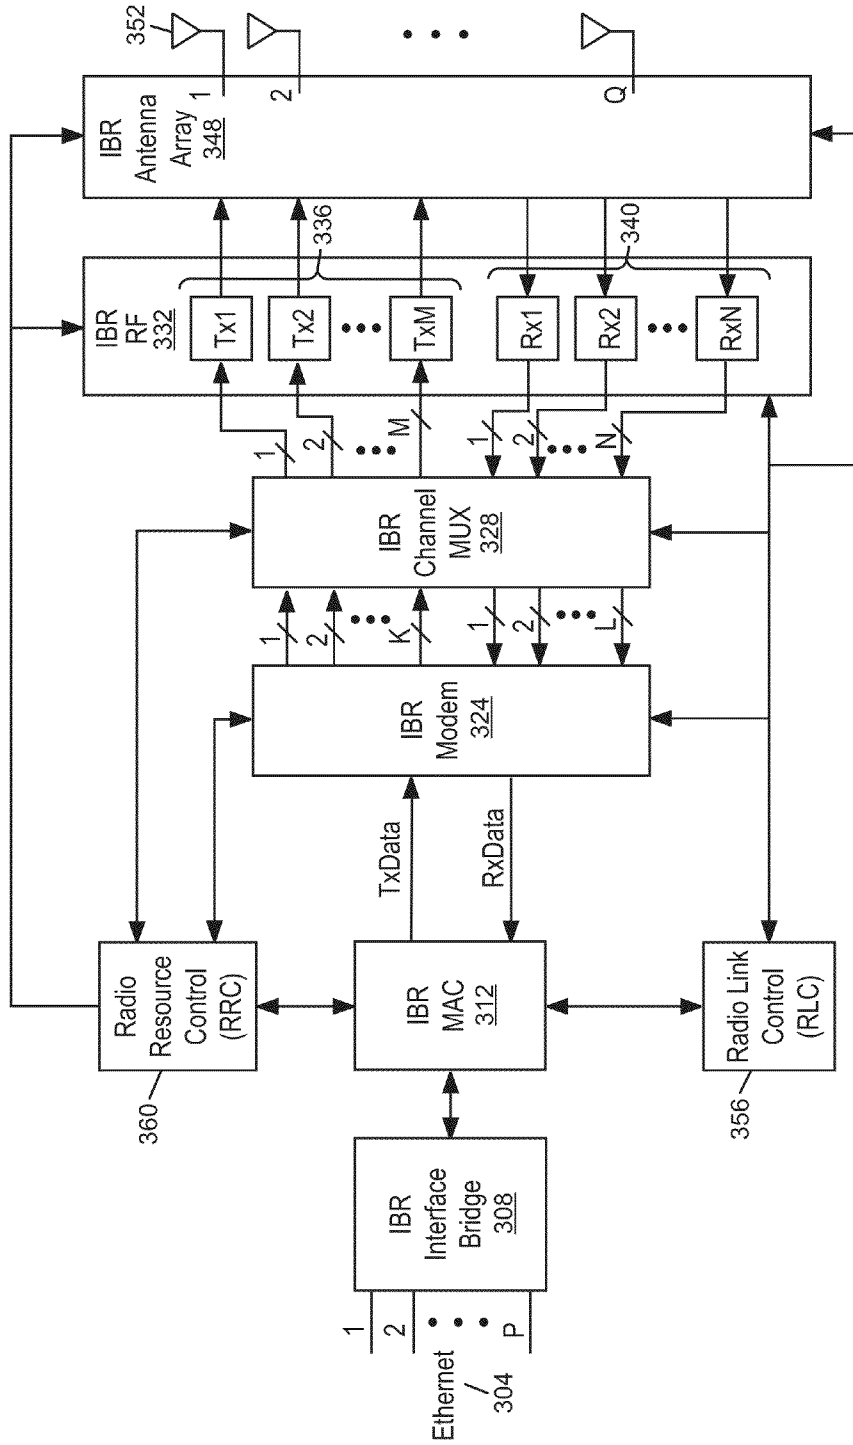 352
1
2
Q
IBR
Antenna
Array
348
336
340
IBR
RF
332
Tx1
Tx2
TxM
Rx1
Rx2
RxN
1
2
M
1
2
N
IBR
Channel
MUX
328
1
2
K
1
2
L
IBR
Modem
324
TxData
RxData
Radio
Resource
Control
(RRC)
360
IBR
MAC
312
Radio Link
Control
(RLC)
356
IBR
Interface
Bridge
308
1
2
P
Ethernet
304